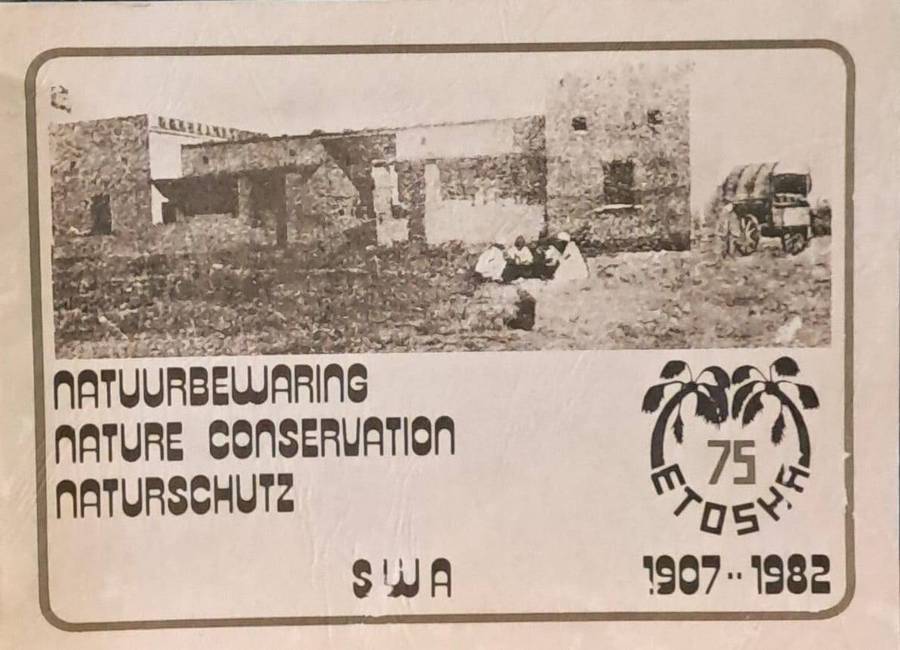 NATUURBEWARING
NATURE CONSERVATION
NATURSCHUTZ
SWA
75
ETOSHA
1907--1982